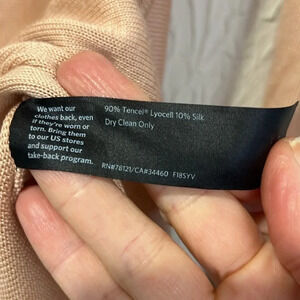 We want our
clothes back, even
if they're worn or
torn. Bring them
to our US stores
and support our
take-back program.
90% Tencel® Lyocell 10% Silk
Dry Clean Only
RN#78121/CA#34460 F18SYV